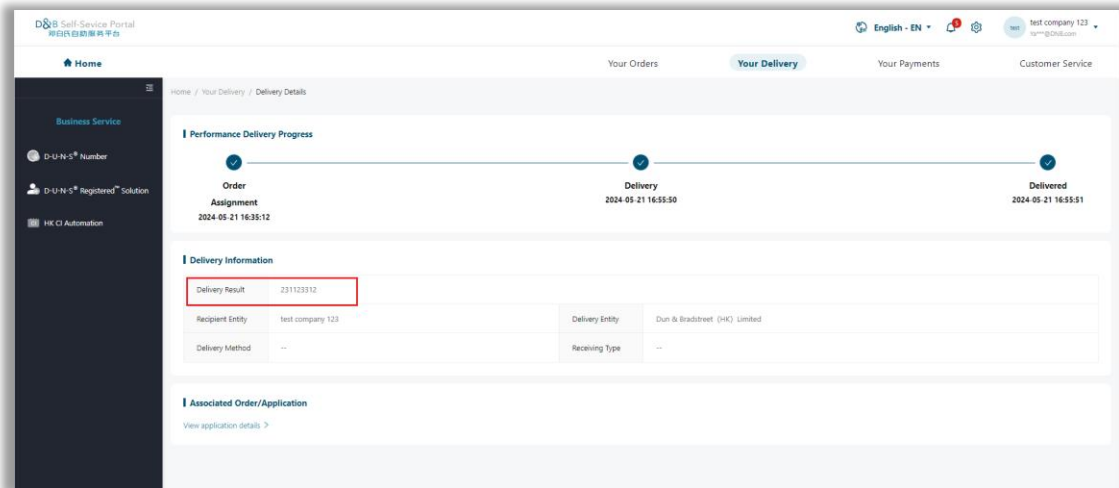 D&B Self-Sevice Portal
邓白氏自助服务平台
English - EN
5
test
test company 123
Home
Your Orders
Your Delivery
Your Payments
Customer Service
Home / Your Delivery / Delivery Details
Business Service
D-U-N-S® Number
D-U-N-S® Registered™ Solution
HK CI Automation
Performance Delivery Progress
Order
Assignment
2024-05-21 16:35:12
Delivery
2024-05-21 16:55:50
Delivered
2024-05-21 16:55:51
Delivery Information
Delivery Result 231123312
Recipient Entity test company 123 Delivery Entity Dun & Bradstreet (HK) Limited
Delivery Method -- Receiving Type --
Associated Order/Application
View application details >